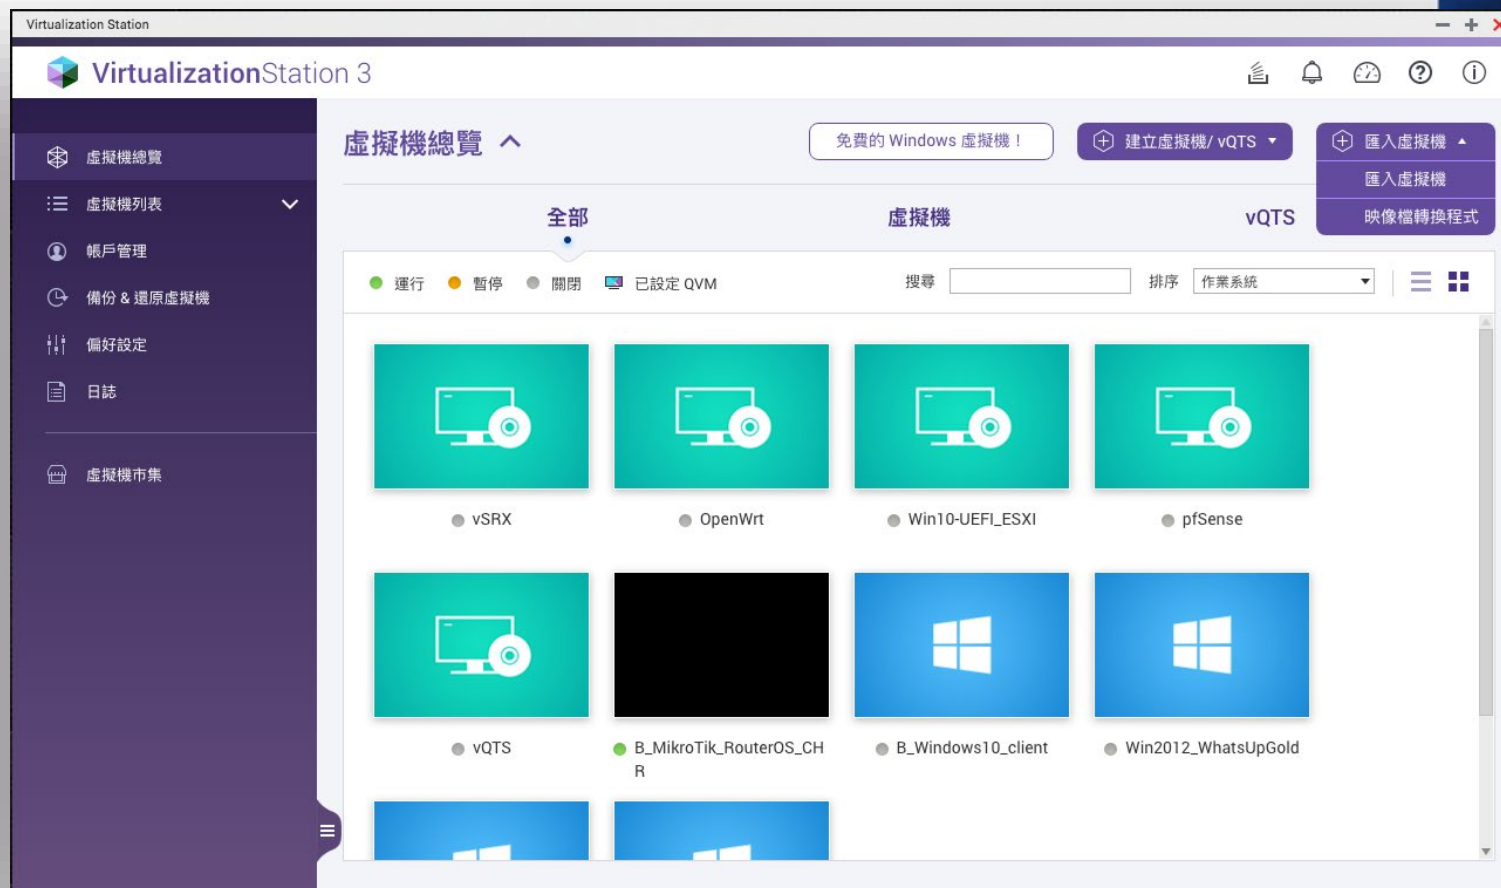 Virtualization Station
VirtualizationStation 3
虛擬機總覽
虛擬機列表
帳戶管理
備份 & 還原虛擬機
偏好設定
日誌
虛擬機市集
虛擬機總覽
免費的 Windows 虛擬機！
建立虛擬機/ vQTS
匯入虛擬機
匯入虛擬機
映像檔轉換程式
全部
虛擬機
vQTS
運行
暫停
關閉
已設定 QVM
搜尋
排序
作業系統
vSRX
OpenWrt
Win10-UEFI_ESXI
pfSense
vQTS
B_MikroTik_RouterOS_CH
R
B_Windows10_client
Win2012_WhatsUpGold